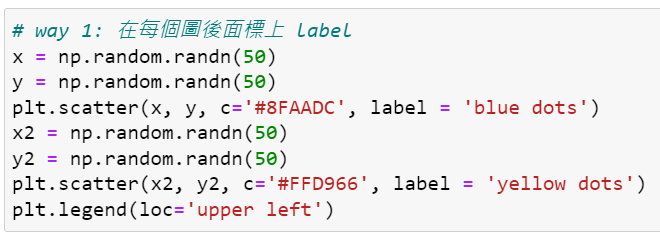 # way 1: 在每個圖後面標上 label
x = np.random.randn(50)
y = np.random.randn(50)
plt.scatter(x, y, c='#8FAADC', label = 'blue dots')
x2 = np.random.randn(50)
y2 = np.random.randn(50)
plt.scatter(x2, y2, c='#FFD966', label = 'yellow dots')
plt.legend(loc='upper left')